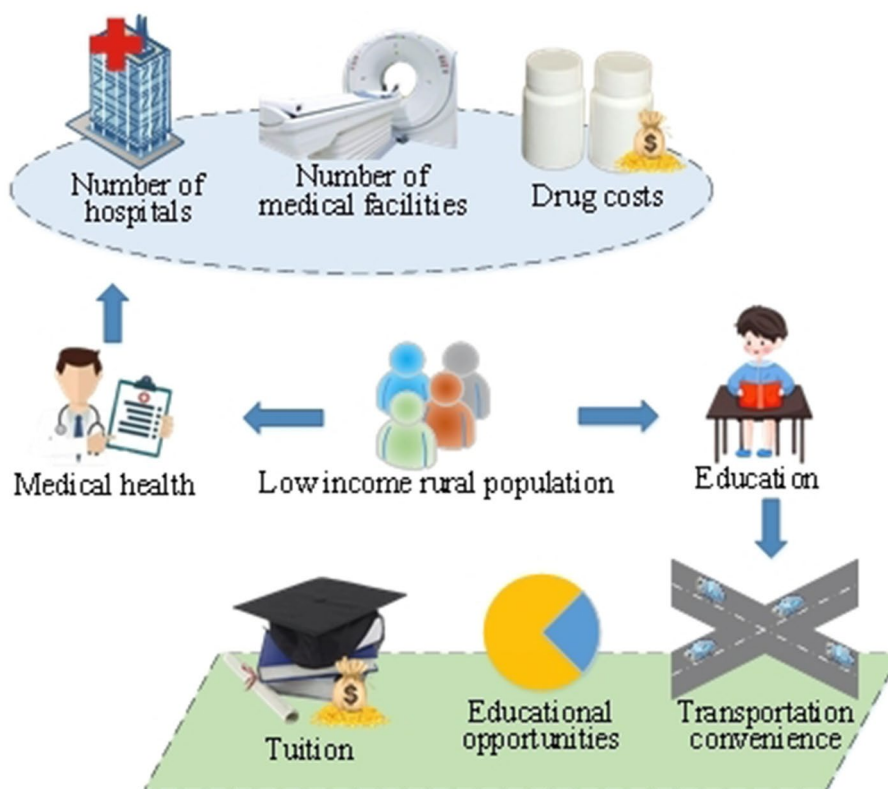 Number of
hospitals
Number of
medical facilities
Drug costs
Medical health
Low income rural population
Education
Tuition
Educational
opportunities
Transportation
convenience
$
$